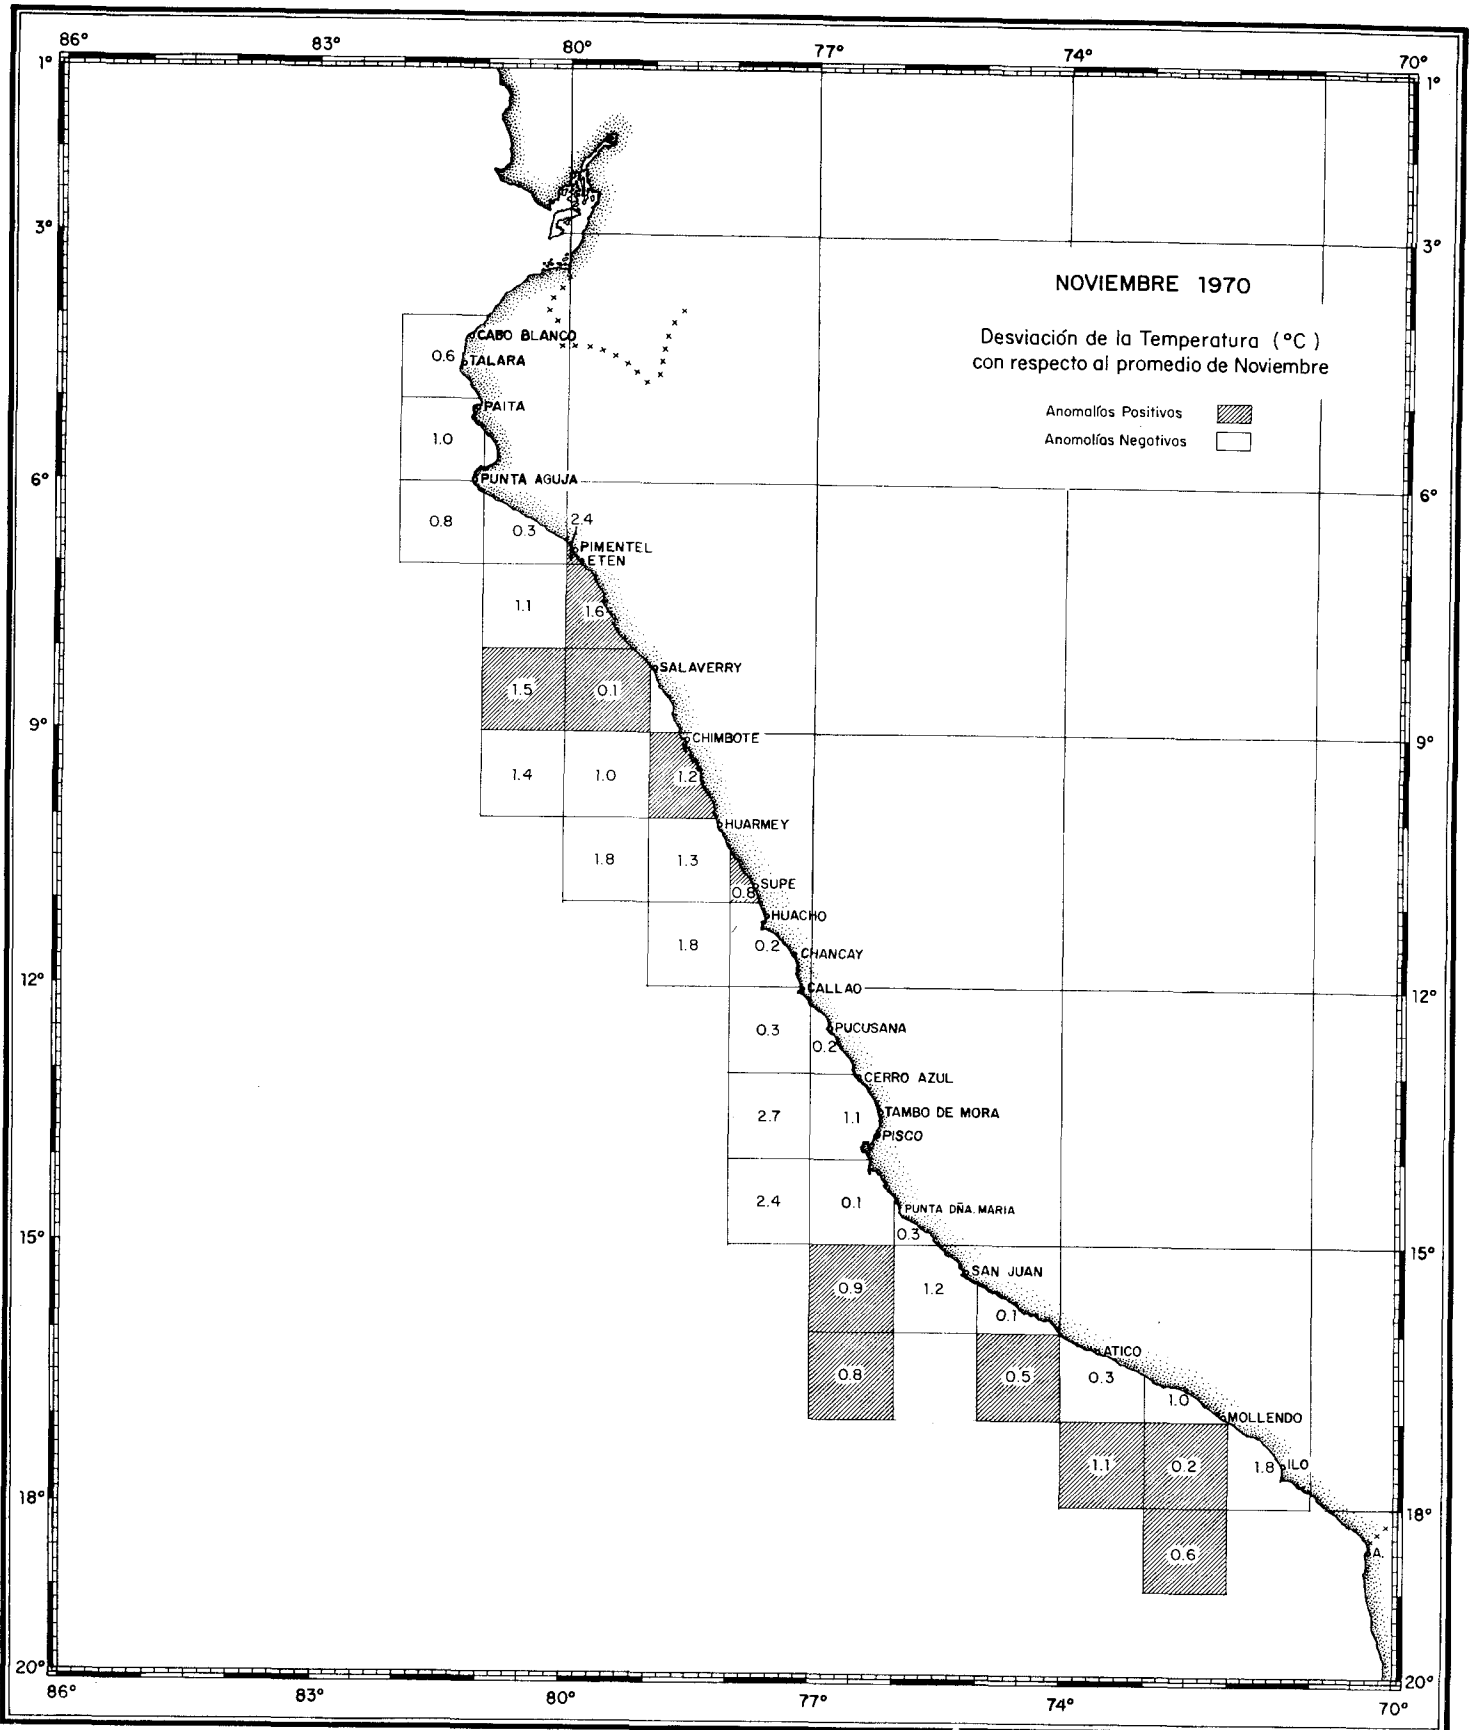 86° 83° 80° 77° 74° 70°
1° 1°
3° 3°
NOVIEMBRE 1970
Desviación de la Temperatura (°C)
con respecto al promedio de Noviembre
Anomalías Positivos
Anomolías Negativos
CABO BLANCO
0.6 TALARA
PAITA
1.0
6° PUNTA AGUJA 6°
0.8 0.3 2.4
PIMENTEL
ETEN
1.1 1.6
SALAVERRY
1.5 0.1
9° 9°
CHIMBOTE
1.4 1.0 1.2
HUARMEY
1.8 1.3
SUPE
0.8
HUACHO
1.8 0.2
CHANCAY
12° CALLAO 12°
0.3 PUCUSANA
0.2
CERRO AZUL
2.7 1.1 TAMBO DE MORA
PISCO
2.4 0.1 PUNTA DÑA. MARIA
0.3
15° 15°
SAN JUAN
0.9 1.2
0.1
ATICO
0.8 0.5 0.3
1.0
MOLLENDO
1.1 0.2 1.8 ILO
18° 18°
0.6 A.
20° 20°
86° 83° 80° 77° 74° 70°